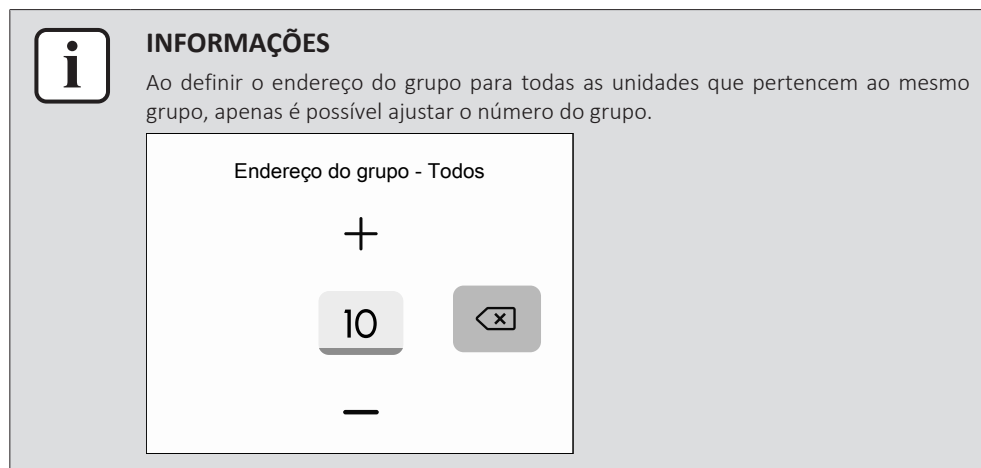 i
INFORMAÇÕES
Ao definir o endereço do grupo para todas as unidades que pertencem ao mesmo
grupo, apenas é possível ajustar o número do grupo.
Endereço do grupo - Todos
+
10
−